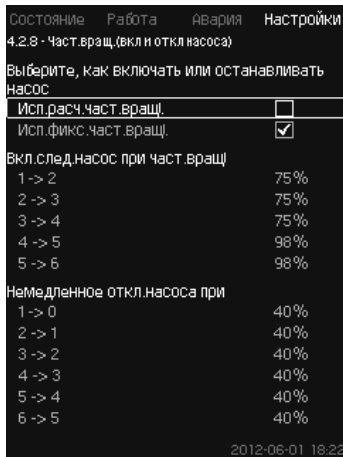 Состояние Работа Авария Настройки
4.2.8 - Част.вращ.(вкл и откл насоса)
Выберите, как включать или останавливать
насос
Исп.расч.част.вращ.
Исп.фикс.част.вращ.
Вкл.след.насос при част.вращ
1 -> 2 75%
2 -> 3 75%
3 -> 4 75%
4 -> 5 98%
5 -> 6 98%
Немедленное откл.насоса при
1 -> 0 40%
2 -> 1 40%
3 -> 2 40%
4 -> 3 40%
5 -> 4 40%
6 -> 5 40%
2012-06-01 18:22